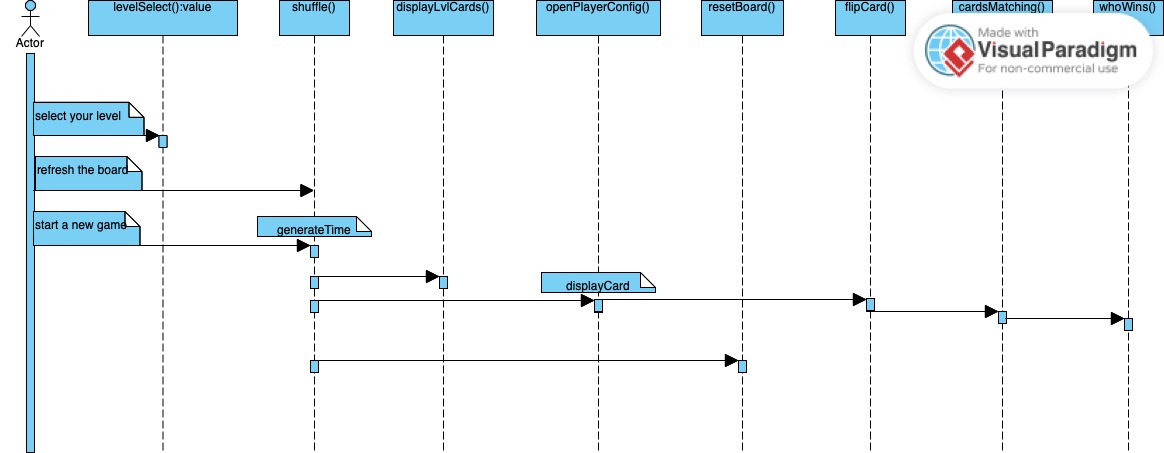 levelSelect():value
shuffle()
displayLvlCards()
openPlayerConfig()
resetBoard()
flipCard()
cardsMatching()
whoWins()
Actor
Made with
Visual Paradigm
For non-commercial use
select your level
refresh the board
start a new game
generateTime
displayCard